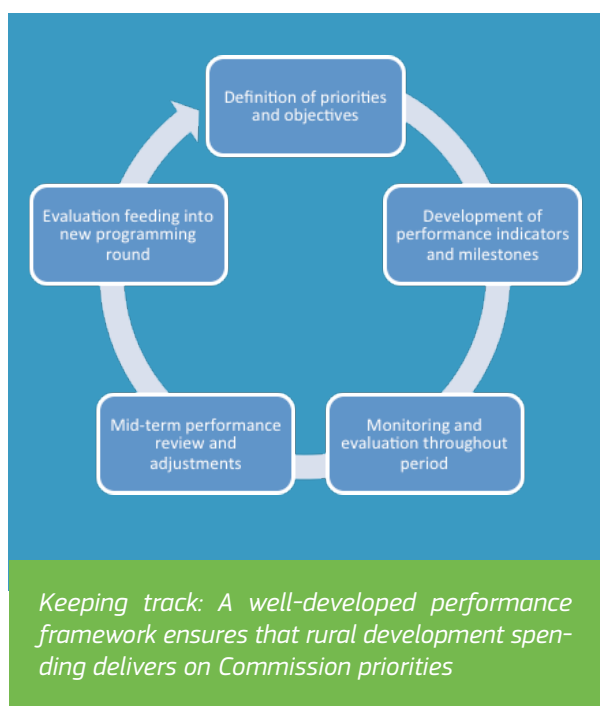 Definition of priorities
and objectives
Development of
performance indicators
and milestones
Monitoring and
evaluation throughout
period
Mid-term performance
review and
adjustments
Evaluation feeding into
new programming
round
Keeping track: A well-developed performance
framework ensures that rural development spen-
ding delivers on Commission priorities